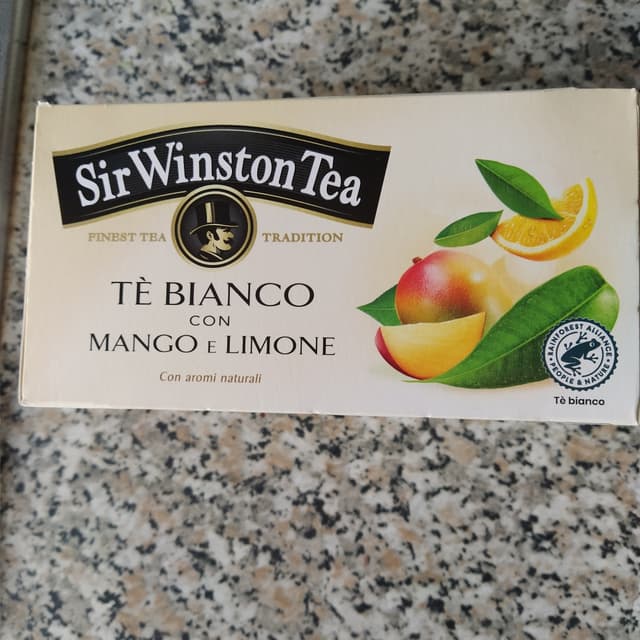 Sir Winston Tea
FINEST TEA TRADITION
TÈ BIANCO
CON
MANGO E LIMONE
Con aromi naturali
RAINFOREST ALLIANCE
PEOPLE & NATURE
Tè bianco